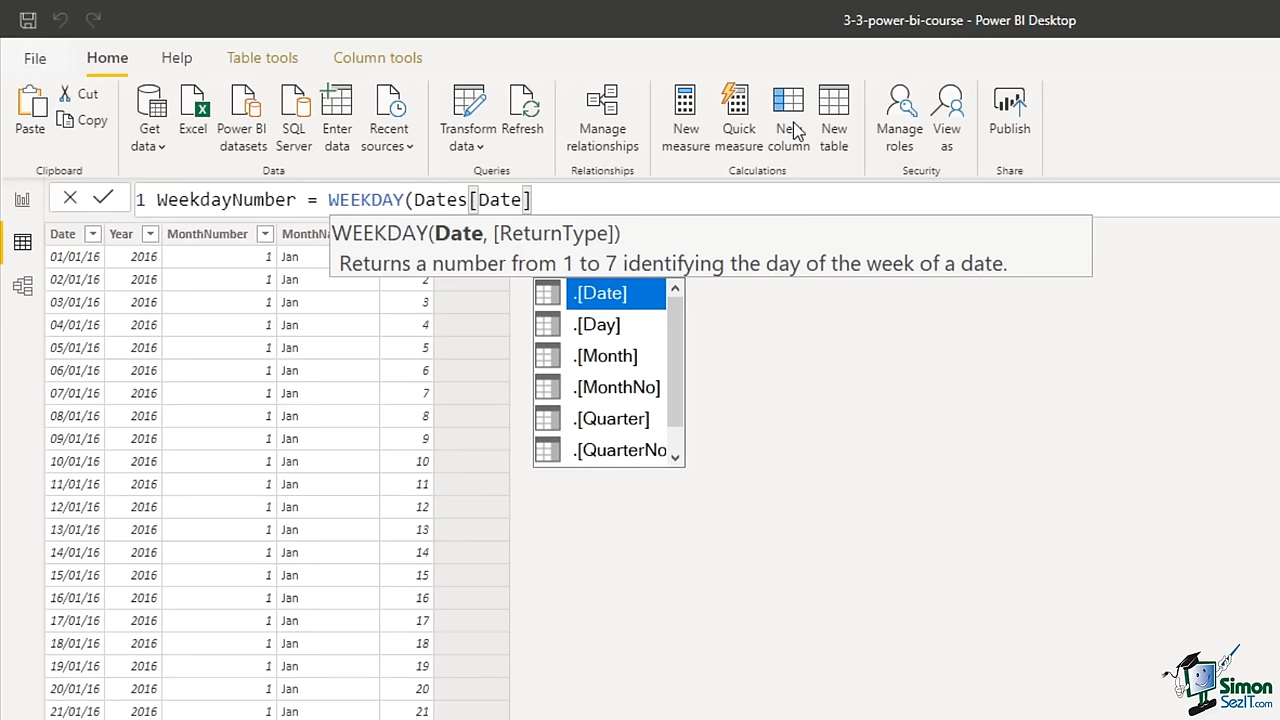 3-3-power-bi-course - Power BI Desktop
File Home Help Table tools Column tools
Paste
Cut
Copy
Get data
Excel
Power BI datasets
SQL Server
Enter data
Recent sources
Transform data
Refresh
Manage relationships
New measure
Quick measure
New column
New table
Manage roles
View as
Publish
Clipboard Data Queries Relationships Calculations Security Share
1 WeekdayNumber = WEEKDAY(Dates[Date]
WEEKDAY(Date, [ReturnType])
Returns a number from 1 to 7 identifying the day of the week of a date.
.[Date]
.[Day]
.[Month]
.[MonthNo]
.[Quarter]
.[QuarterNo
Date Year MonthNumber MonthN
01/01/16 2016 1 Jan
02/01/16 2016 1 Jan 2
03/01/16 2016 1 Jan 3
04/01/16 2016 1 Jan 4
05/01/16 2016 1 Jan 5
06/01/16 2016 1 Jan 6
07/01/16 2016 1 Jan 7
08/01/16 2016 1 Jan 8
09/01/16 2016 1 Jan 9
10/01/16 2016 1 Jan 10
11/01/16 2016 1 Jan 11
12/01/16 2016 1 Jan 12
13/01/16 2016 1 Jan 13
14/01/16 2016 1 Jan 14
15/01/16 2016 1 Jan 15
16/01/16 2016 1 Jan 16
17/01/16 2016 1 Jan 17
18/01/16 2016 1 Jan 18
19/01/16 2016 1 Jan 19
20/01/16 2016 1 Jan 20
21/01/16 2016 1 Jan 21
Simon
SezIT.com